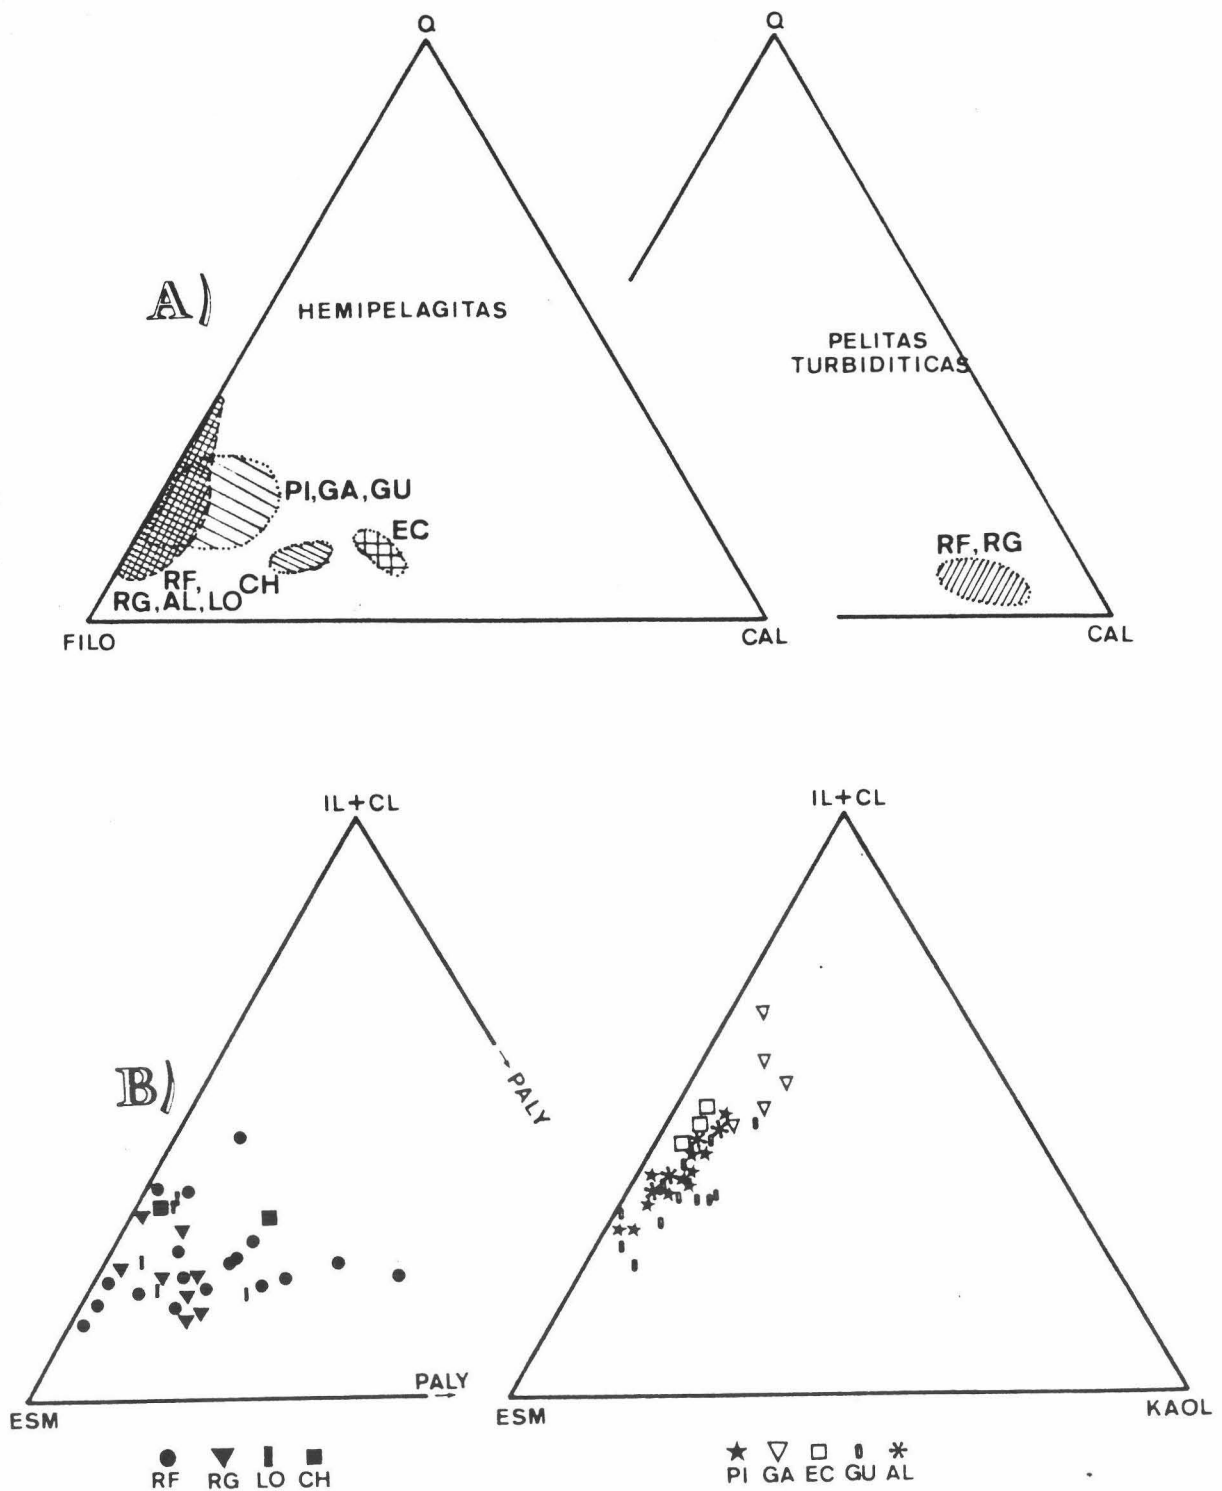 Q
Q
A)
HEMIPELAGITAS
PELITAS
TURBIDITICAS
PI,GA,GU
EC
RF,
CH
RG,AL,LO
RF,RG
FILO
CAL
CAL
IL+CL
IL+CL
B)
PALY
PALY
ESM
ESM
KAOL
RF RG LO CH
PI GA EC GU AL